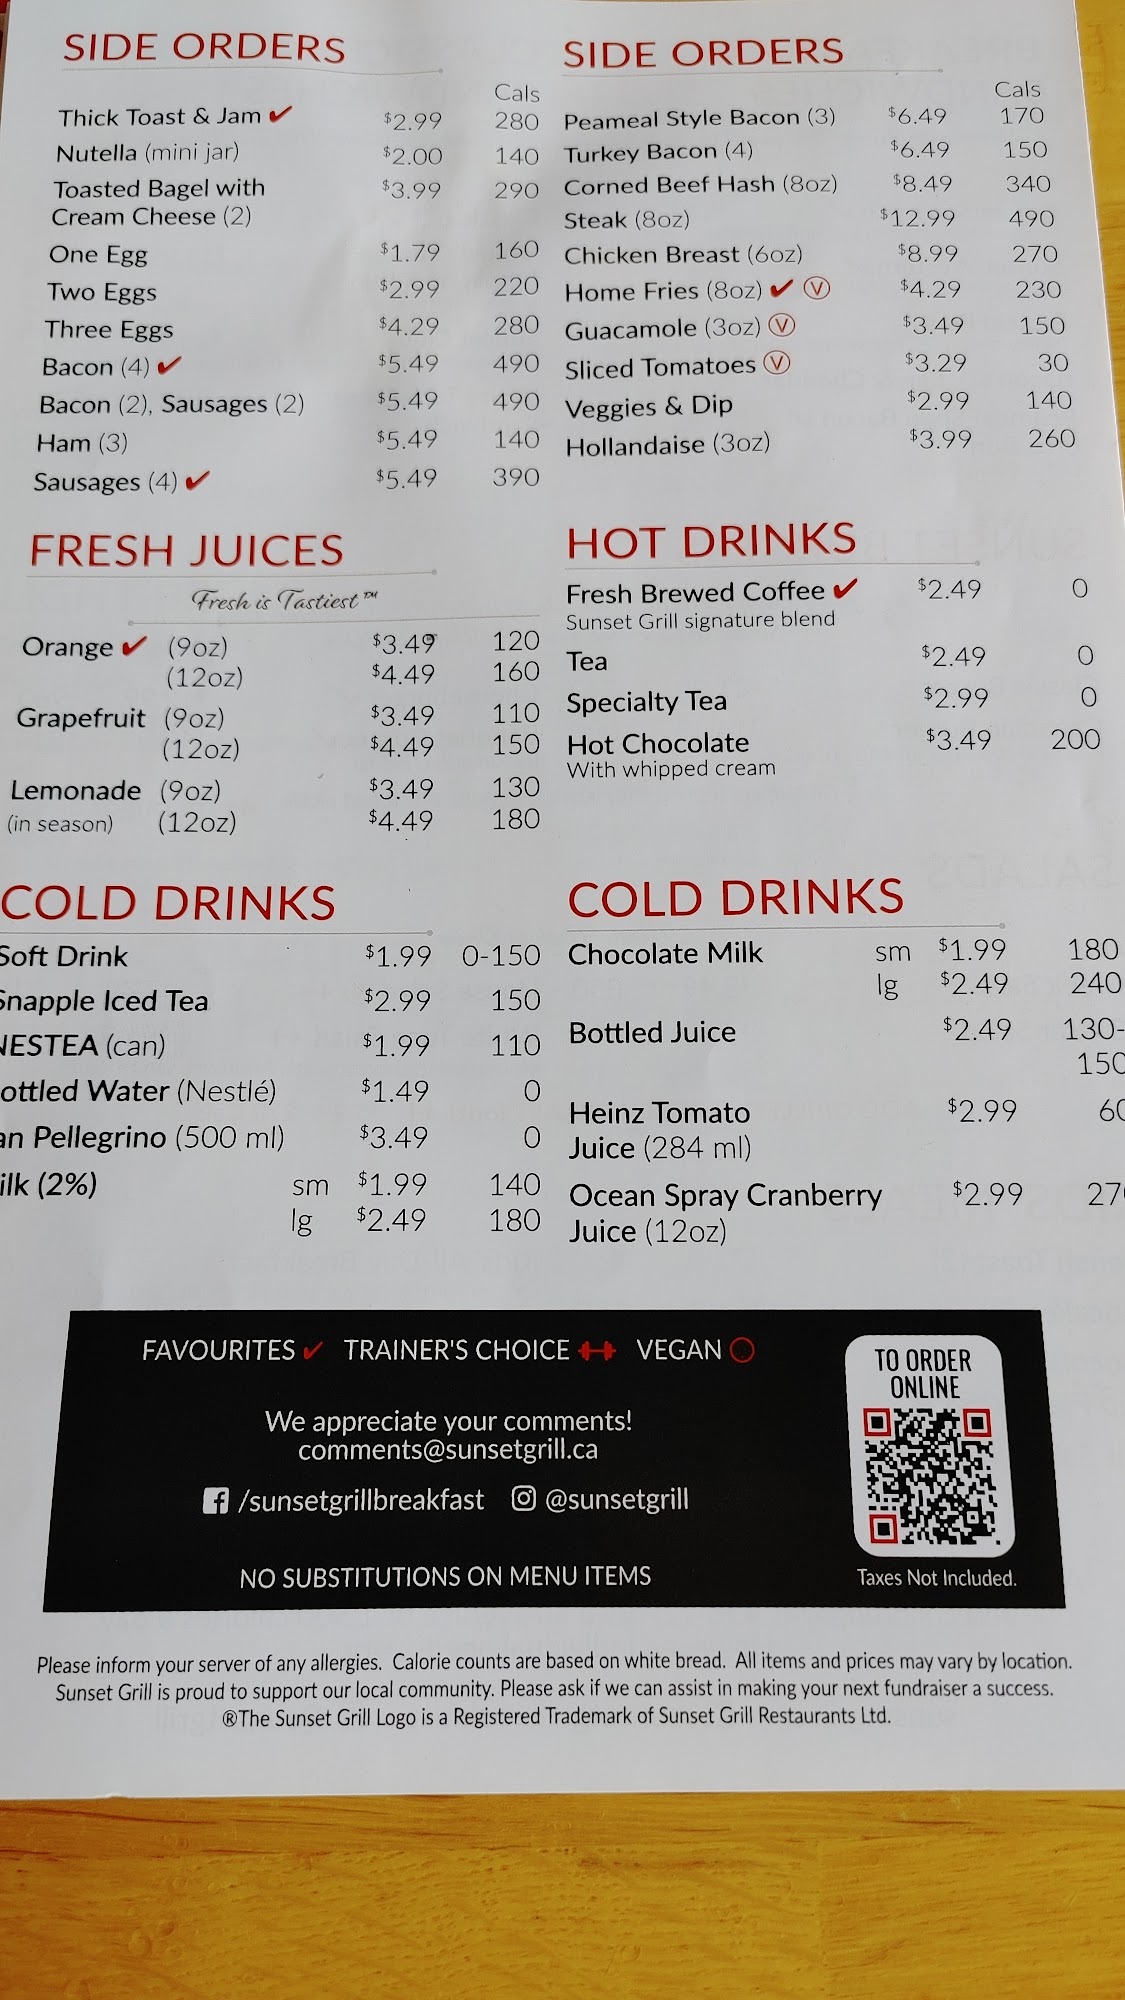 SIDE ORDERS
Cals
Thick Toast & Jam ✓ $2.99 280
Nutella (mini jar) $2.00 140
Toasted Bagel with $3.99 290
Cream Cheese (2)
One Egg $1.79 160
Two Eggs $2.99 220
Three Eggs $4.29 280
Bacon (4) ✓ $5.49 490
Bacon (2), Sausages (2) $5.49 490
Ham (3) $5.49 140
Sausages (4) ✓ $5.49 390
SIDE ORDERS
Cals
Peameal Style Bacon (3) $6.49 170
Turkey Bacon (4) $6.49 150
Corned Beef Hash (8oz) $8.49 340
Steak (8oz) $12.99 490
Chicken Breast (6oz) $8.99 270
Home Fries (8oz) ✓ Ⓥ $4.29 230
Guacamole (3oz) Ⓥ $3.49 150
Sliced Tomatoes Ⓥ $3.29 30
Veggies & Dip $2.99 140
Hollandaise (3oz) $3.99 260
FRESH JUICES
Fresh is Tastiest™
Orange ✓ (9oz) $3.49 120
(12oz) $4.49 160
Grapefruit (9oz) $3.49 110
(12oz) $4.49 150
Lemonade (9oz) $3.49 130
(in season) (12oz) $4.49 180
HOT DRINKS
Fresh Brewed Coffee ✓ $2.49 0
Sunset Grill signature blend
Tea $2.49 0
Specialty Tea $2.99 0
Hot Chocolate $3.49 200
With whipped cream
COLD DRINKS
Soft Drink $1.99 0-150
Snapple Iced Tea $2.99 150
NESTEA (can) $1.99 110
ottled Water (Nestlé) $1.49 0
an Pellegrino (500 ml) $3.49 0
ilk (2%) sm $1.99 140
lg $2.49 180
COLD DRINKS
Chocolate Milk sm $1.99 180
lg $2.49 240
Bottled Juice $2.49 130-
150
Heinz Tomato $2.99 60
Juice (284 ml)
Ocean Spray Cranberry $2.99 27
Juice (12oz)
FAVOURITES ✓ TRAINER'S CHOICE VEGAN
We appreciate your comments!
comments@sunsetgrill.ca
/sunsetgrillbreakfast @sunsetgrill
NO SUBSTITUTIONS ON MENU ITEMS
TO ORDER
ONLINE
Taxes Not Included.
Please inform your server of any allergies. Calorie counts are based on white bread. All items and prices may vary by location.
Sunset Grill is proud to support our local community. Please ask if we can assist in making your next fundraiser a success.
®The Sunset Grill Logo is a Registered Trademark of Sunset Grill Restaurants Ltd.